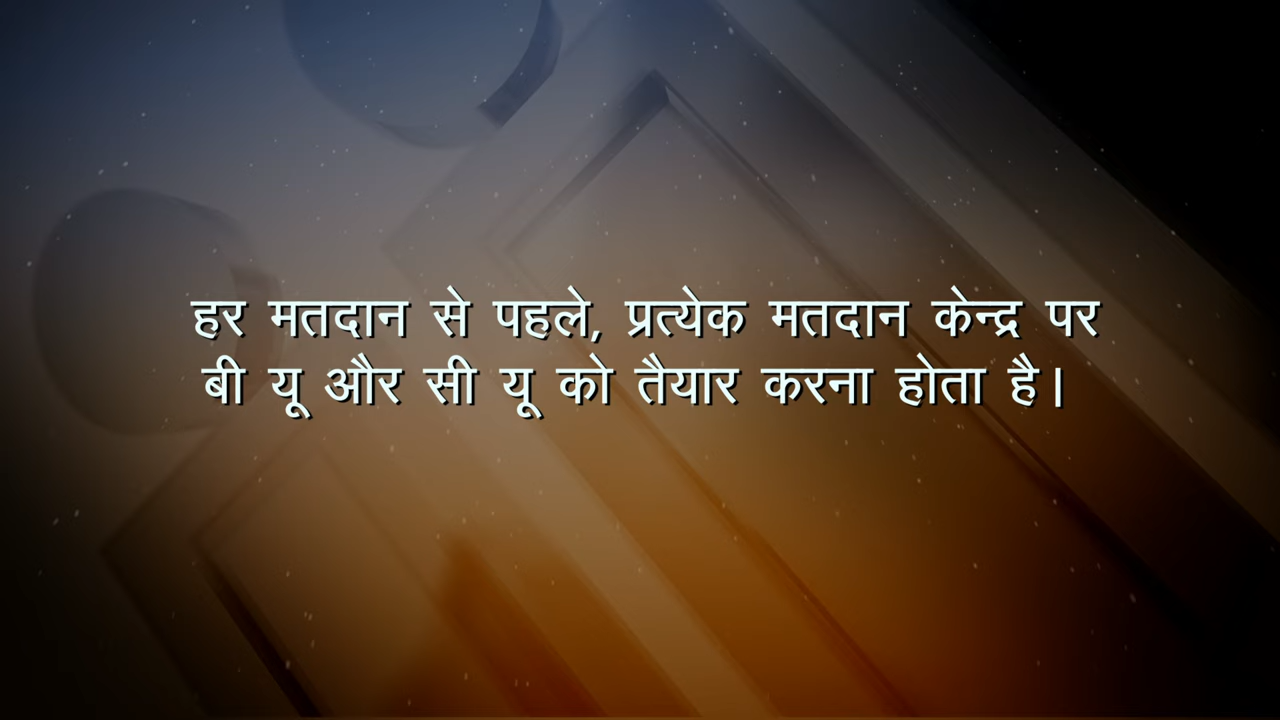 हर मतदान से पहले, प्रत्येक मतदान केन्द्र पर
बी यू और सी यू को तैयार करना होता है।